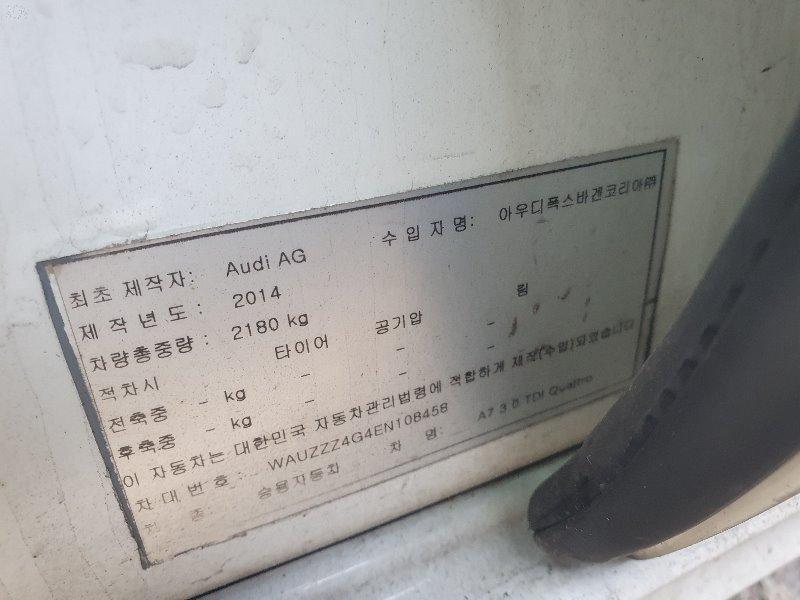 최초 제작자: Audi AG 수 입 자 명: 아우디폭스바겐코리아㈜
제 작 년 도 : 2014
차량총중량 : 2180 kg
적차시 타이어 공기압 림
전축중 - kg - - -
후축중 - kg - - -
이 자동차는 대한민국 자동차관리법령에 적합하게 제작(수입)되었습니다
차 대 번 호 : WAUZZZ4G4EN108458
차 종: 승용자동차 차 명: A7 3 0 TDI Quattro